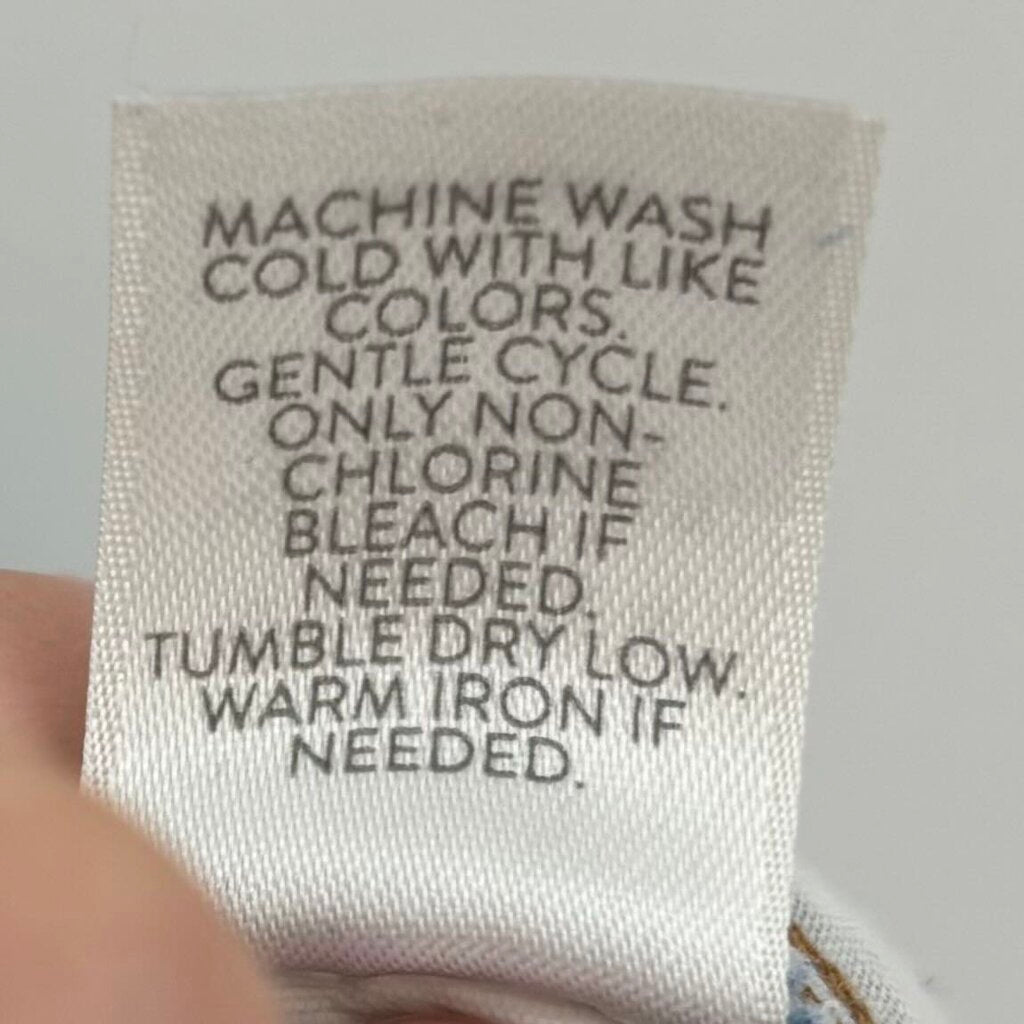 MACHINE WASH
COLD WITH LIKE
COLORS.
GENTLE CYCLE.
ONLY NON-
CHLORINE
BLEACH IF
NEEDED.
TUMBLE DRY LOW.
WARM IRON IF
NEEDED.